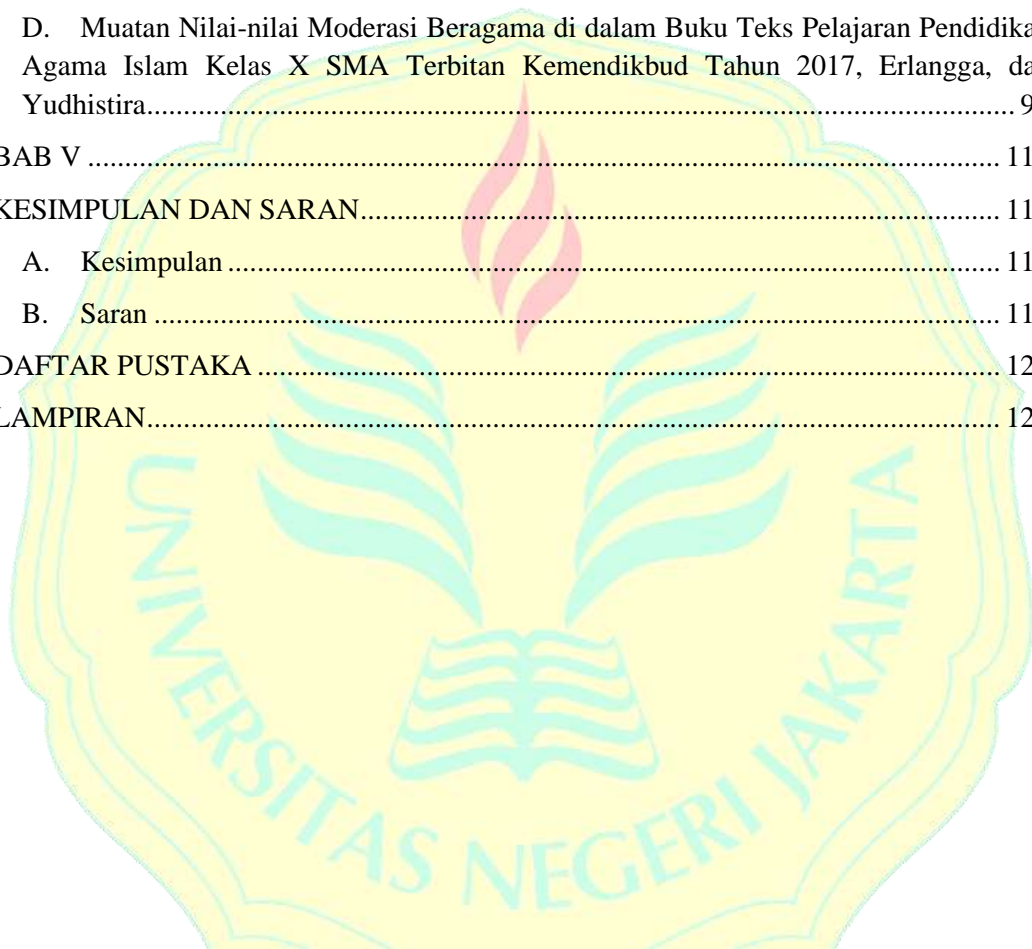 D. Muatan Nilai-nilai Moderasi Beragama di dalam Buku Teks Pelajaran Pendidika
Agama Islam Kelas X SMA Terbitan Kemendikbud Tahun 2017, Erlangga, da
Yudhistira.......... 9
BAB V .......... 11
KESIMPULAN DAN SARAN.......... 11
A. Kesimpulan .......... 11
B. Saran .......... 11
DAFTAR PUSTAKA .......... 12
LAMPIRAN.......... 12
UNIVERSITAS NEGERI JAKARTA